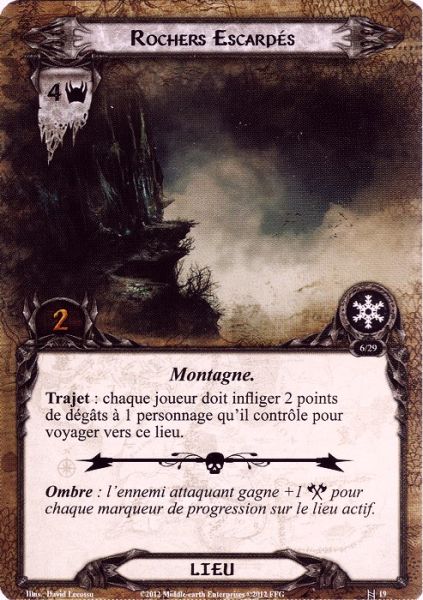 Rochers Escardés
4
2
6/29
Montagne.
Trajet : chaque joueur doit infliger 2 points
de dégâts à 1 personnage qu'il contrôle pour
voyager vers ce lieu.
Ombre : l'ennemi attaquant gagne +1 pour
chaque marqueur de progression sur le lieu actif.
LIEU
Illus. David Lecossu ©2012 Middle-earth Enterprises ©2012 FFG 19